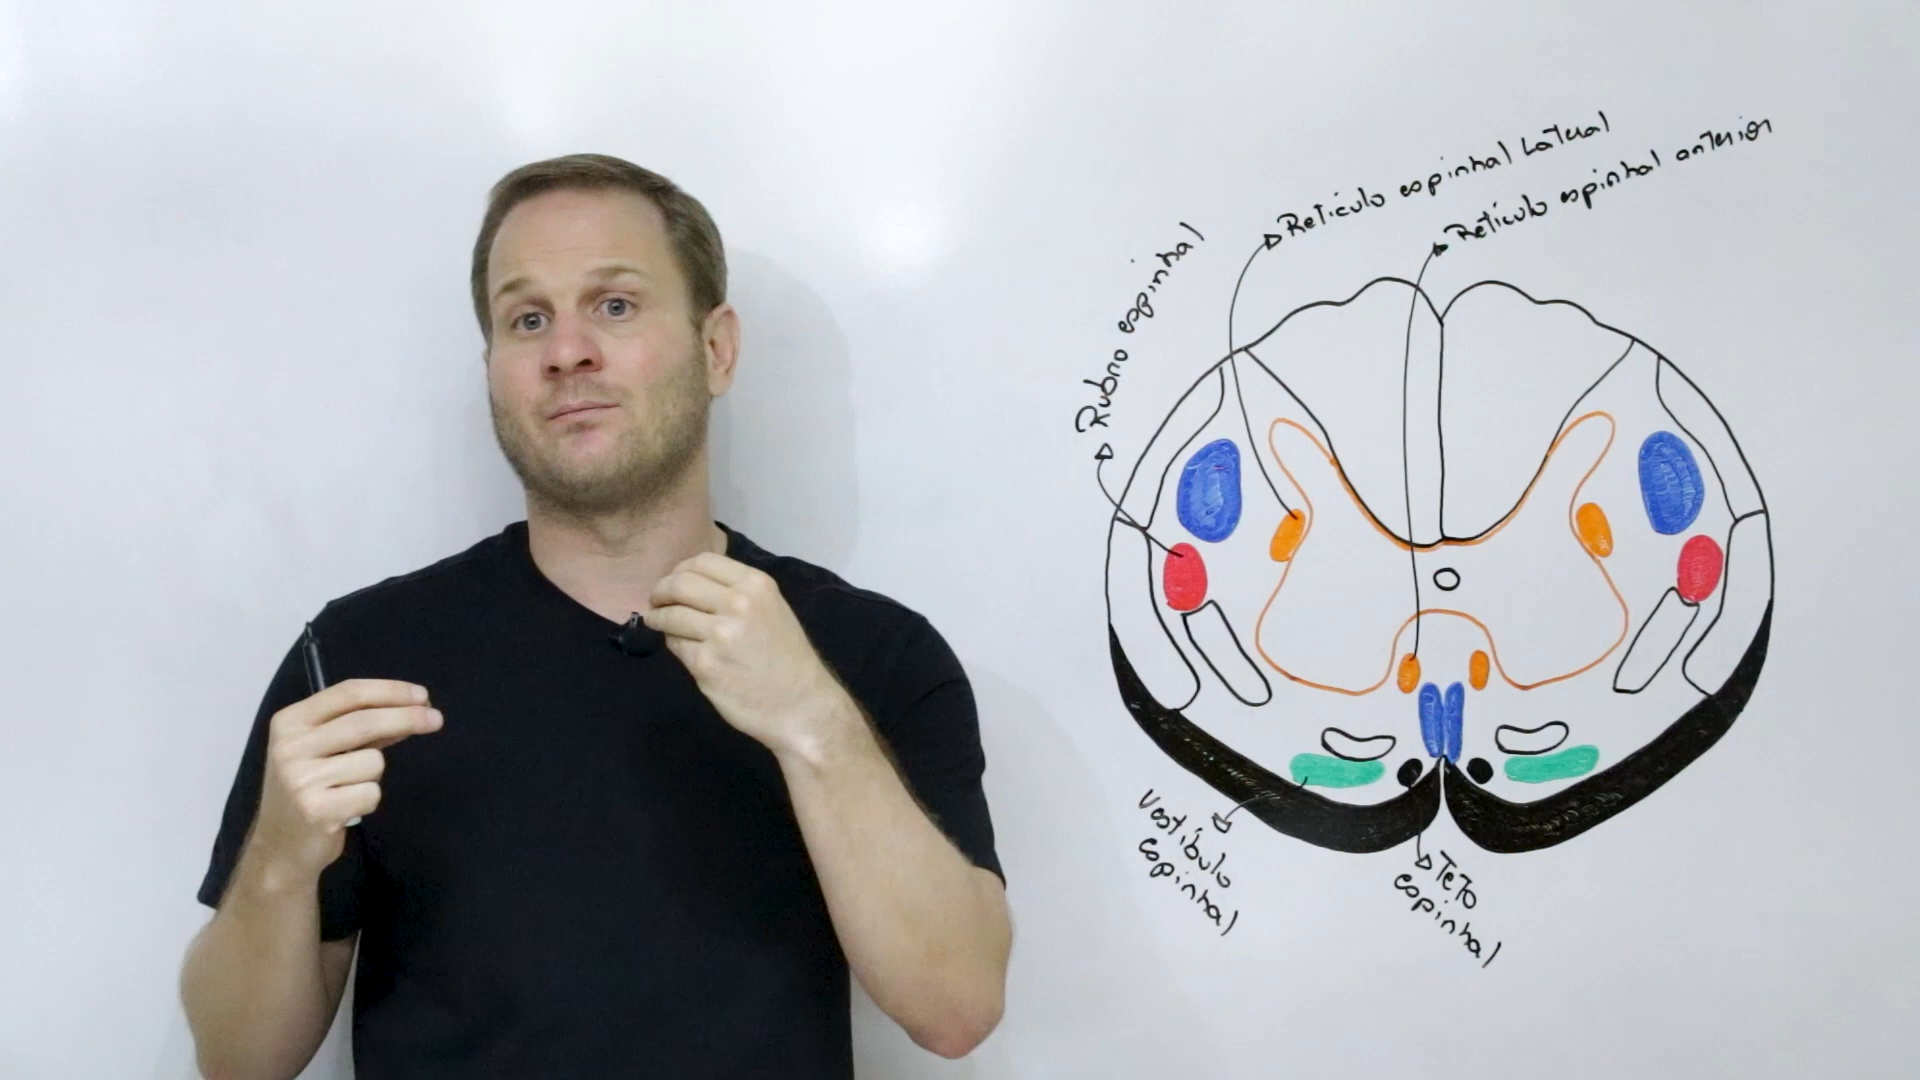 Retículo espinhal Lateral
Retículo espinhal anterior
Rubro espinhal
Vestíbulo
espinhal
Teto
espinhal